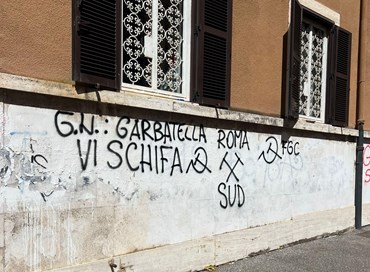 G.N.: GARBATELLA ROMA ☭ FGC
VI SCHIFA ☭ ⚒ SUD